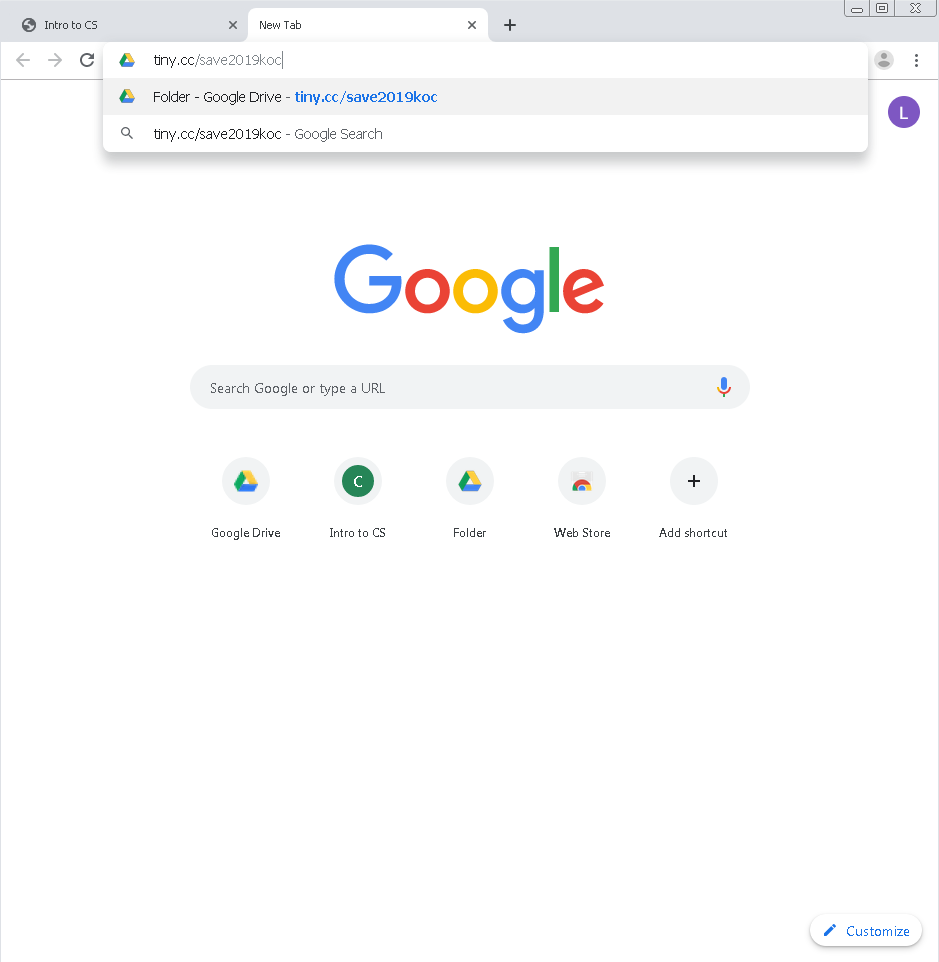 Intro to CS
New Tab
tiny.cc/save2019koc
Folder - Google Drive - tiny.cc/save2019koc
tiny.cc/save2019koc - Google Search
L
Google
Search Google or type a URL
C
Google Drive
Intro to CS
Folder
Web Store
Add shortcut
Customize